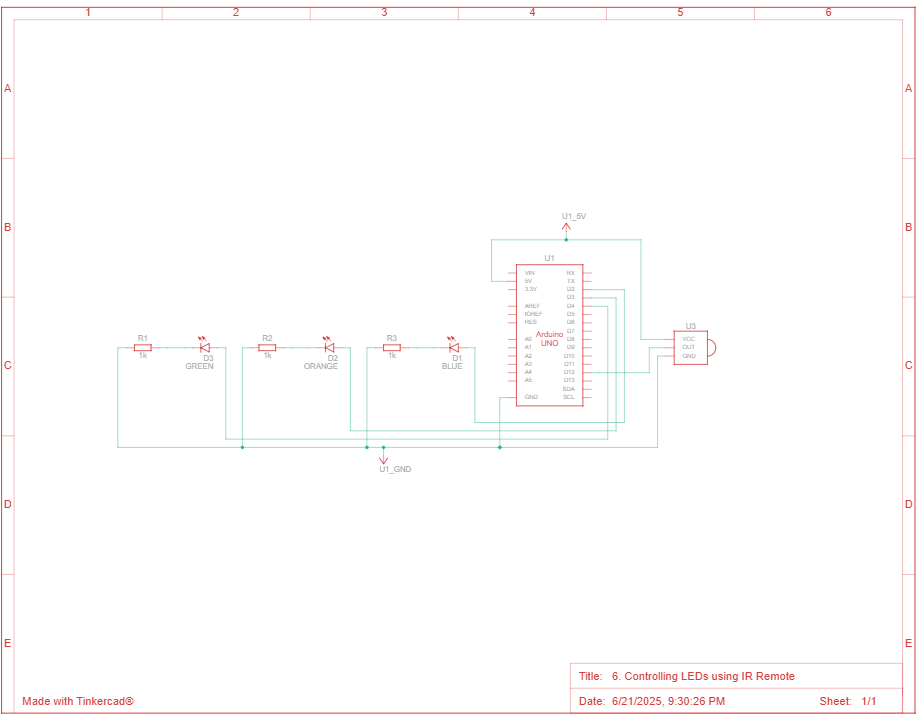 1 2 3 4 5 6
A A
B B
U1_5V
U1
VIN RX
5V TX
3.3V D2
D3
AREF D4
IOREF D5
RES D6
D7
A0 D8
A1 D9
A2 D10
A3 D11
A4 D12
A5 D13
SDA
GND SCL
Arduino
UNO
U3
VCC
OUT
GND
R1 R2 R3
1k 1k 1k
D3 D2 D1
GREEN ORANGE BLUE
C C
U1_GND
D D
E E
Title: 6. Controlling LEDs using IR Remote
Made with Tinkercad®
Date: 6/21/2025, 9:30:26 PM Sheet: 1/1